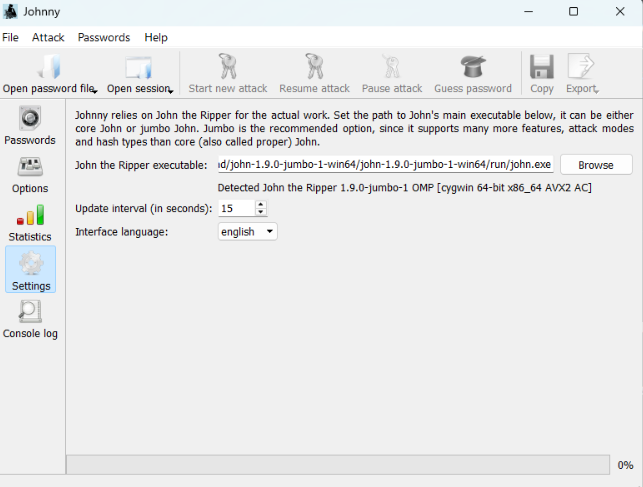 Johnny
File Attack Passwords Help
Open password file Open session Start new attack Resume attack Pause attack Guess password Copy Export
Passwords
Options
Statistics
Settings
Console log
Johnny relies on John the Ripper for the actual work. Set the path to John's main executable below, it can be either
core John or jumbo John. Jumbo is the recommended option, since it supports many more features, attack modes
and hash types than core (also called proper) John.
John the Ripper executable: d/john-1.9.0-jumbo-1-win64/john-1.9.0-jumbo-1-win64/run/john.exe Browse
Detected John the Ripper 1.9.0-jumbo-1 OMP [cygwin 64-bit x86_64 AVX2 AC]
Update interval (in seconds): 15
Interface language: english
0%